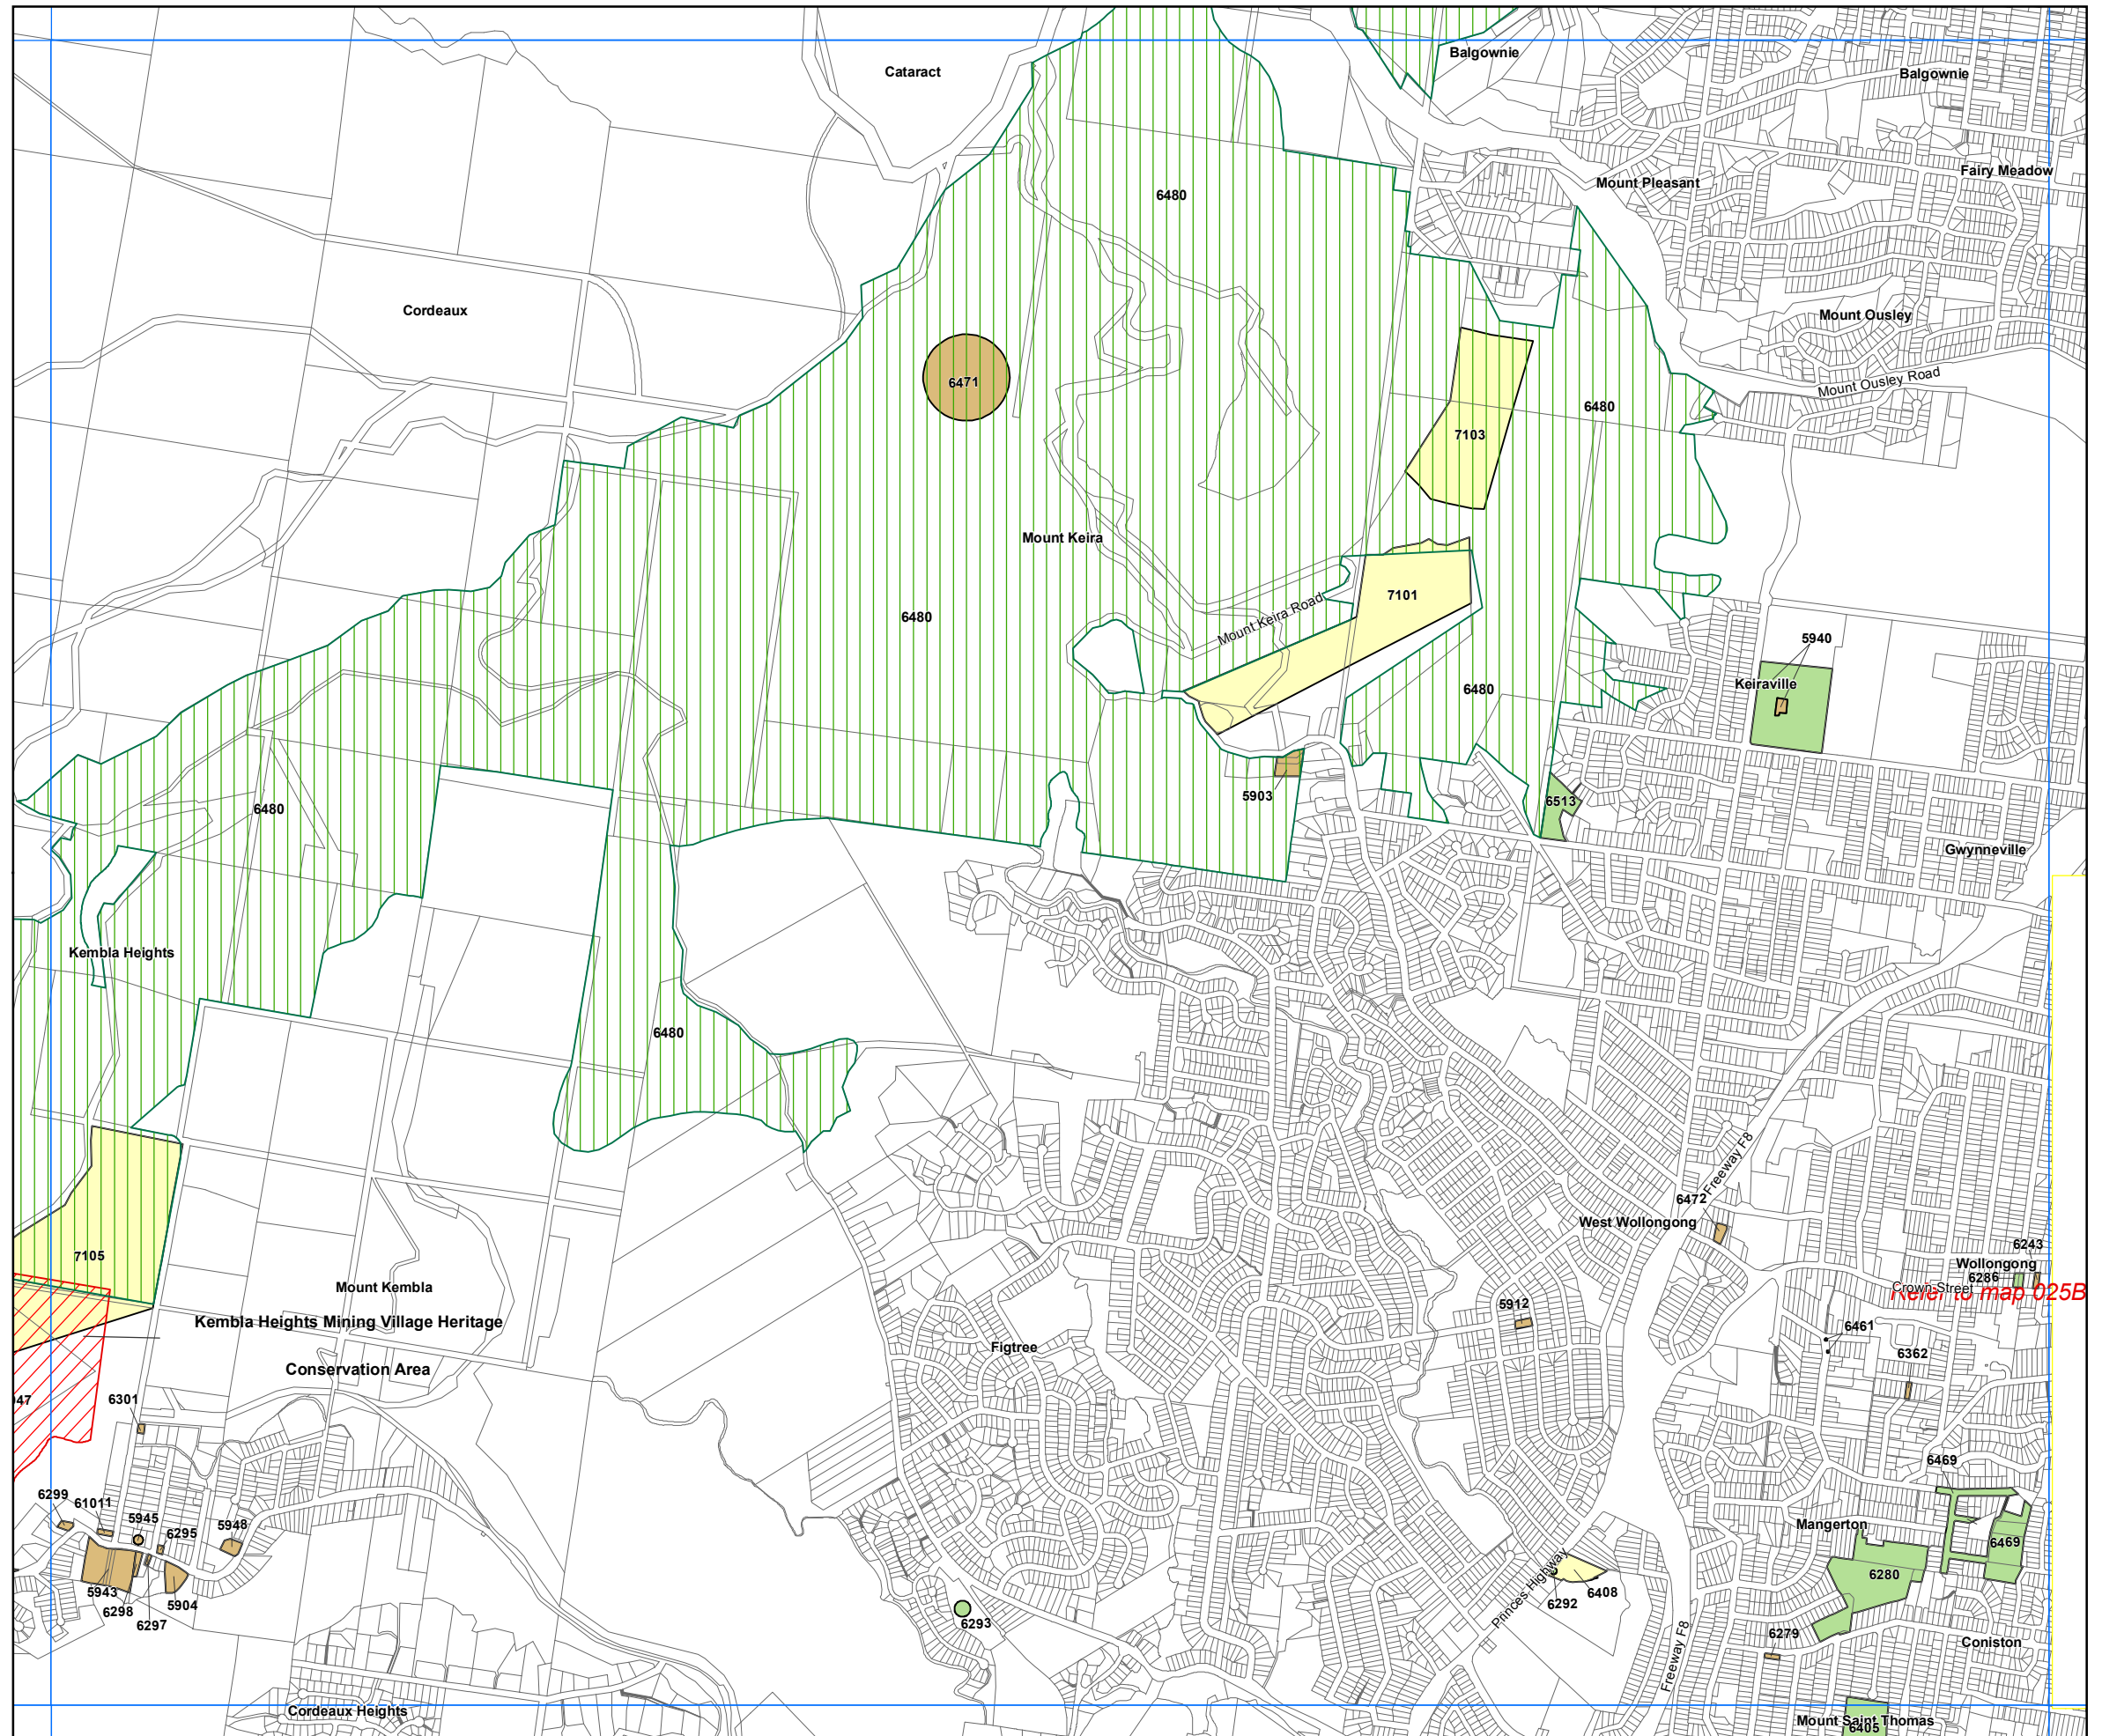 Balgownie
Cataract
Balgownie
Fairy Meadow
Mount Pleasant
6480
Cordeaux
Mount Ousley
6471
Mount Ousley Road
6480
7103
Mount Keira
7101
Mount Keira Road
6480
5940
Keiraville
6480
5903
6513
6480
Gwynneville
Kembla Heights
6480
Freeway F8
6472
West Wollongong
6243
7105
Wollongong
6286
Crown Street
Refer to map 025B
Mount Kembla
5912
Kembla Heights Mining Village Heritage
6461
Figtree
6362
Conservation Area
6301
47
6469
6299
61011
5945
6295
5948
Mangerton
6469
6280
5943
5904
6298
6297
Princes Highway
6408
6292
6293
6279
Coniston
Freeway F8
Cordeaux Heights
Mount Saint Thomas
6405